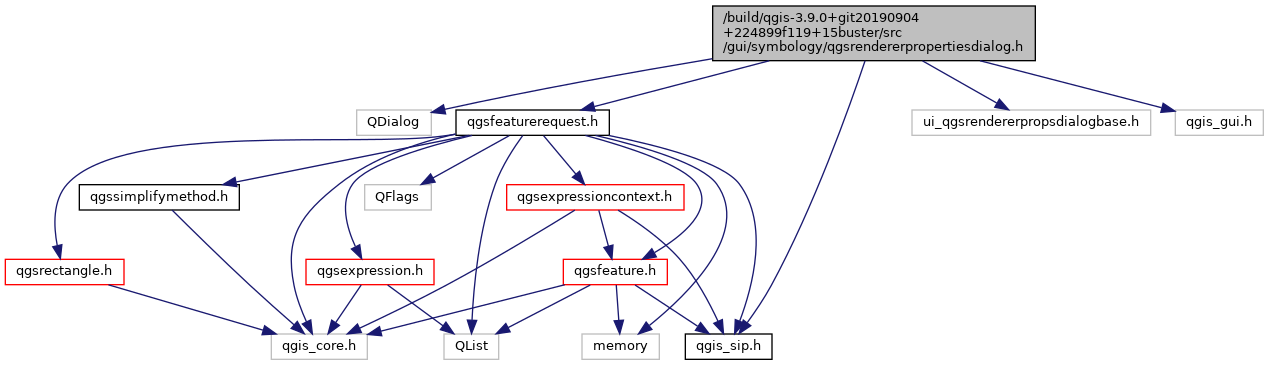 /build/qgis-3.9.0+git20190904
+224899f119+15buster/src
/gui/symbology/qgsrendererpropertiesdialog.h
QDialog
qgsfeaturerequest.h
ui_qgsrendererpropsdialogbase.h
qgis_gui.h
qgssimplifymethod.h
QFlags
qgsexpressioncontext.h
qgsrectangle.h
qgsexpression.h
qgsfeature.h
qgis_core.h
QList
memory
qgis_sip.h